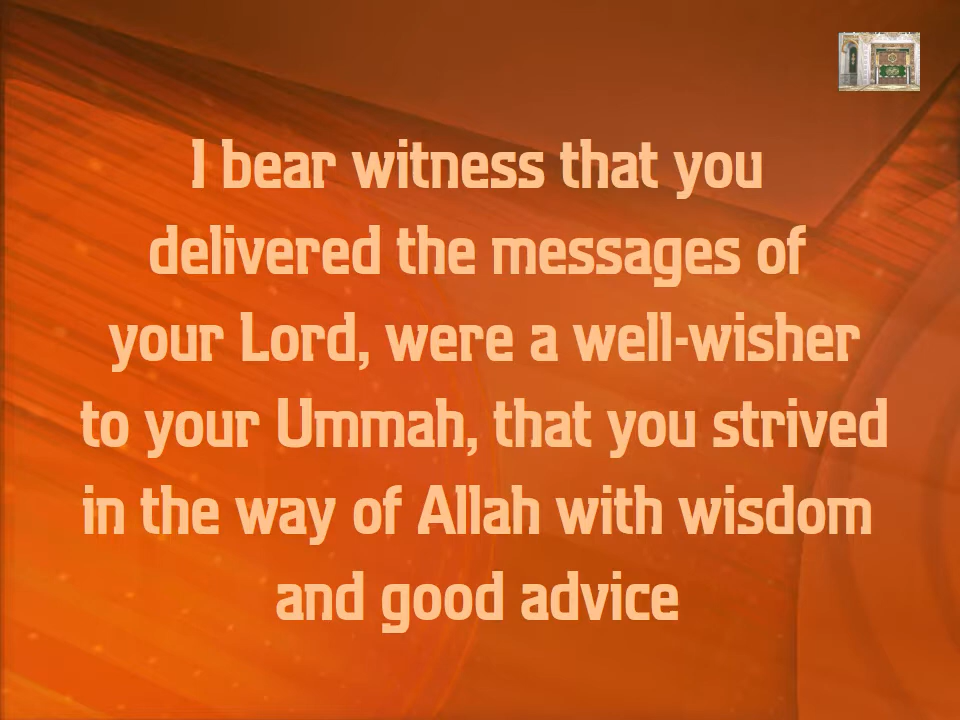 I bear witness that you
delivered the messages of
your Lord, were a well-wisher
to your Ummah, that you strived
in the way of Allah with wisdom
and good advice